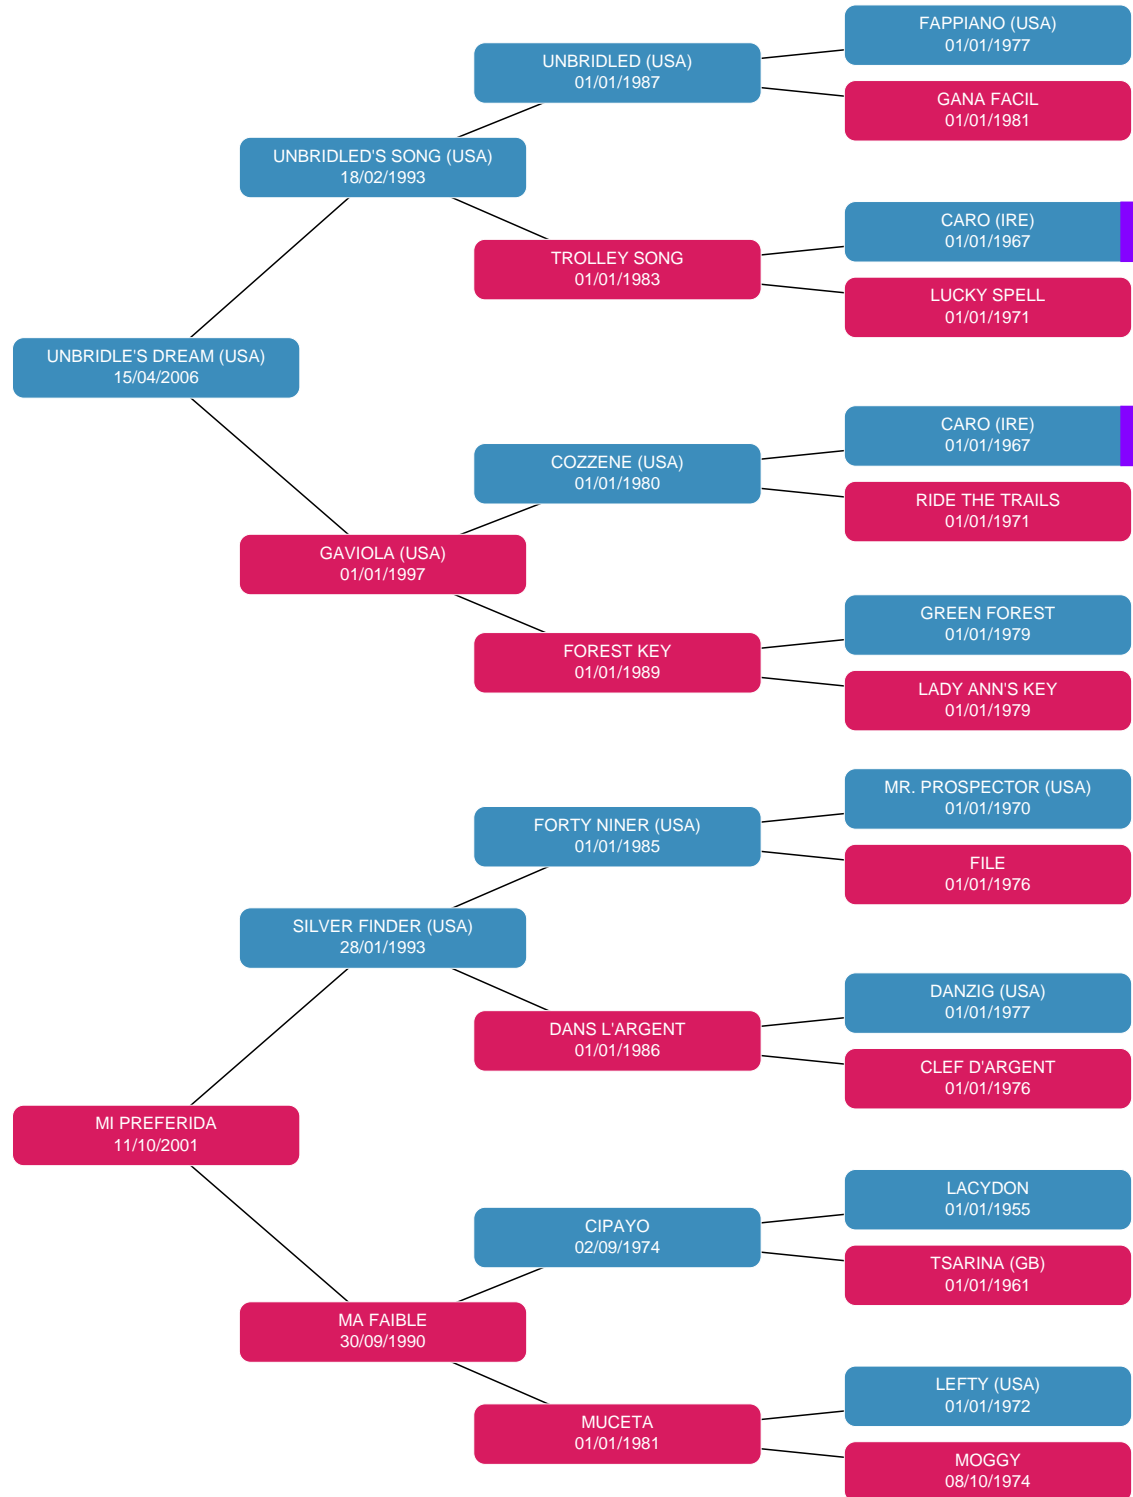 FAPPIANO (USA)
01/01/1977
UNBRIDLED (USA)
01/01/1987
GANA FACIL
01/01/1981
UNBRIDLED'S SONG (USA)
18/02/1993
CARO (IRE)
01/01/1967
TROLLEY SONG
01/01/1983
LUCKY SPELL
01/01/1971
UNBRIDLE'S DREAM (USA)
15/04/2006
CARO (IRE)
01/01/1967
COZZENE (USA)
01/01/1980
RIDE THE TRAILS
01/01/1971
GAVIOLA (USA)
01/01/1997
GREEN FOREST
01/01/1979
FOREST KEY
01/01/1989
LADY ANN'S KEY
01/01/1979
MR. PROSPECTOR (USA)
01/01/1970
FORTY NINER (USA)
01/01/1985
FILE
01/01/1976
SILVER FINDER (USA)
28/01/1993
DANZIG (USA)
01/01/1977
DANS L'ARGENT
01/01/1986
CLEF D'ARGENT
01/01/1976
MI PREFERIDA
11/10/2001
LACYDON
01/01/1955
CIPAYO
02/09/1974
TSARINA (GB)
01/01/1961
MA FAIBLE
30/09/1990
LEFTY (USA)
01/01/1972
MUCETA
01/01/1981
MOGGY
08/10/1974